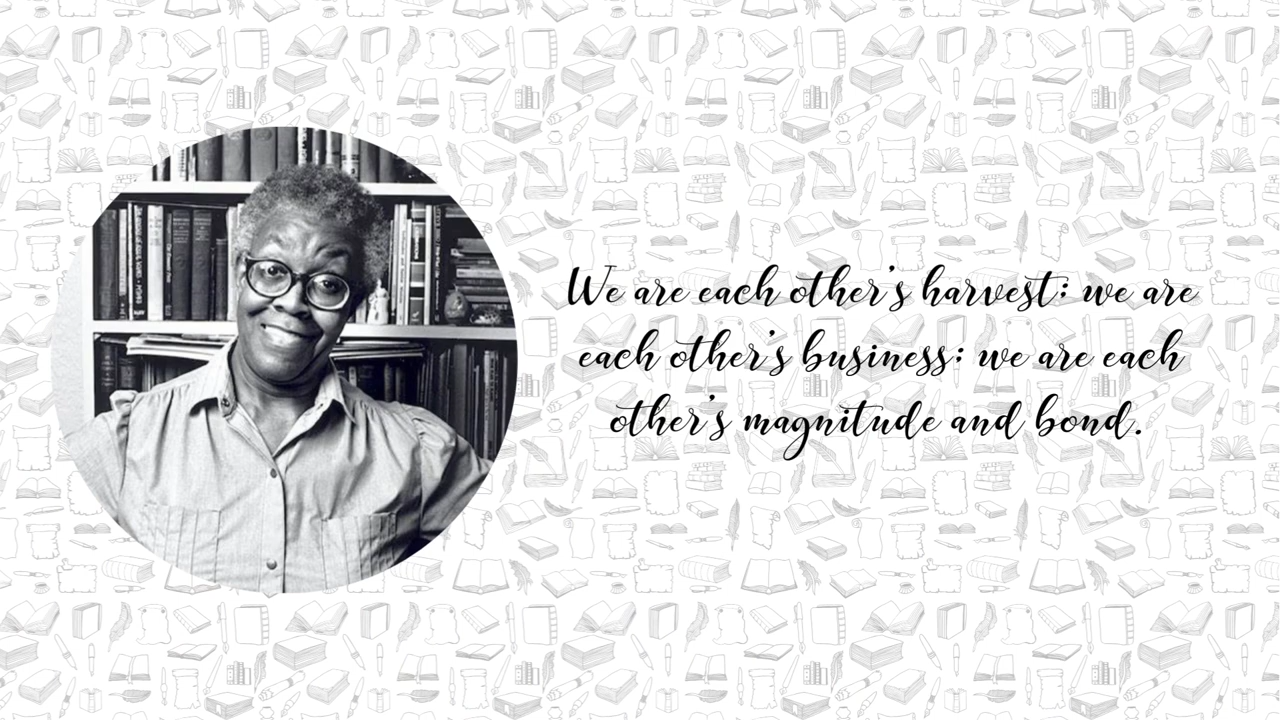 We are each other's harvest: we are
each other's business: we are each
other's magnitude and bond.